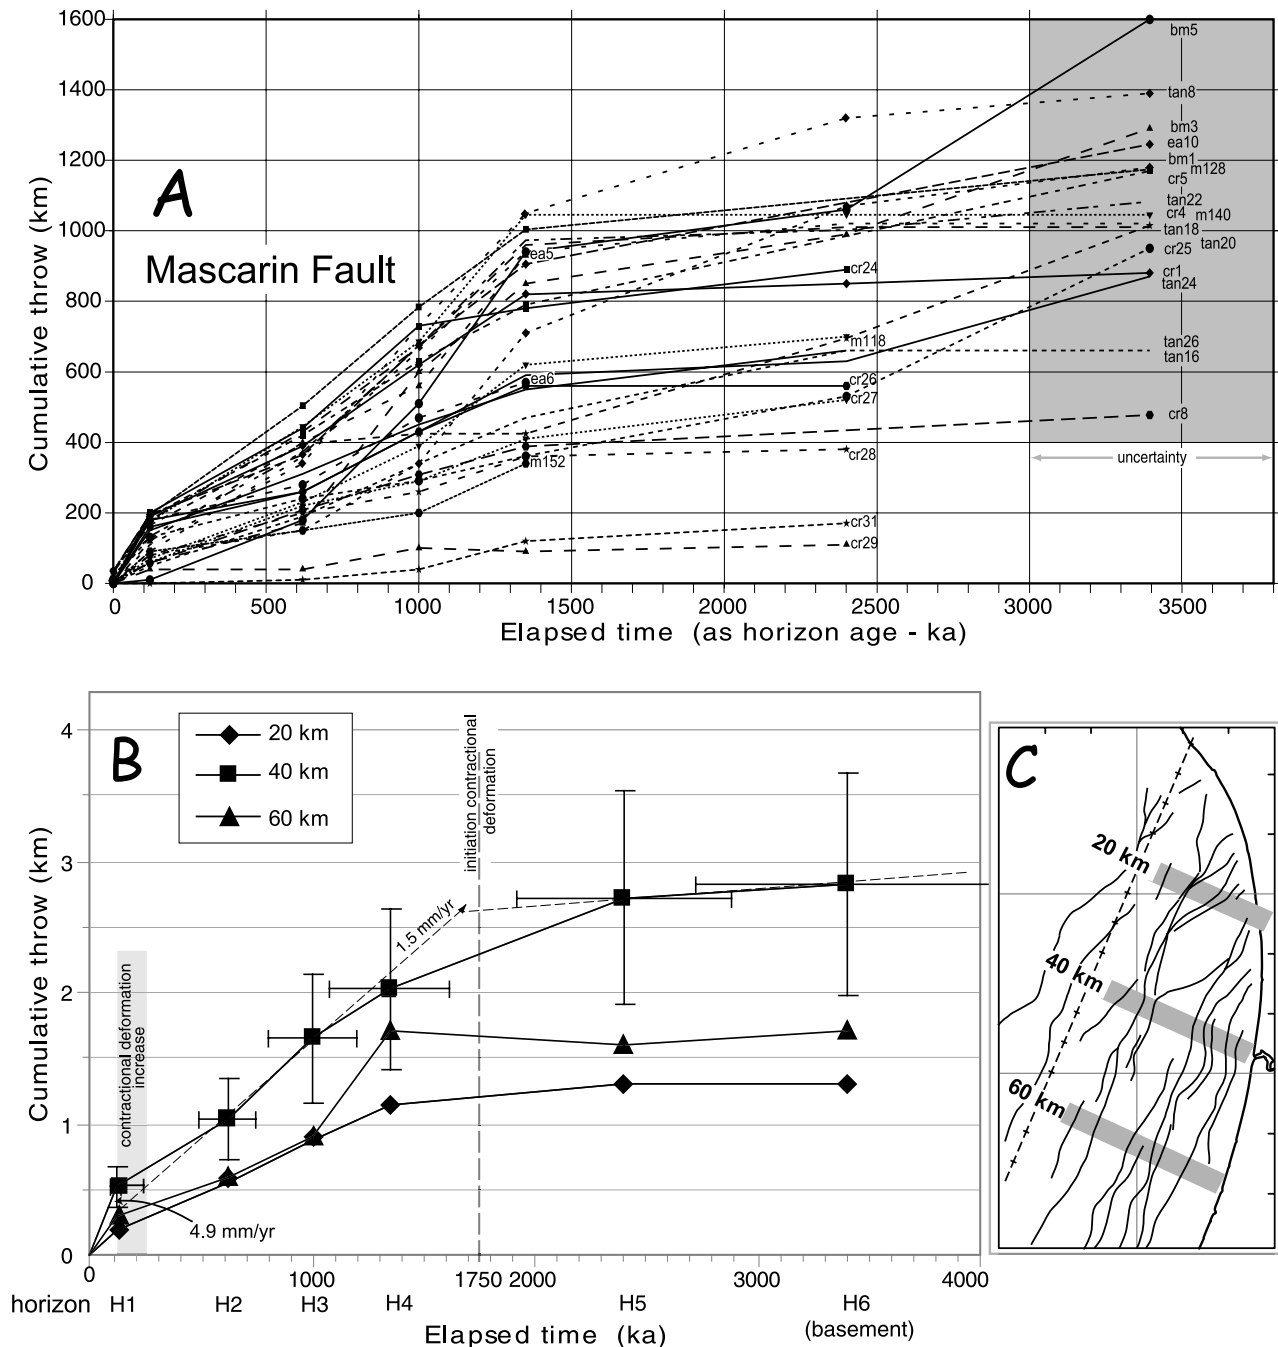 A
Mascarin Fault
Cumulative throw (km)
1600
1400
1200
1000
800
600
400
200
0
bm5
tan8
bm3
ea10
bm1
m128
cr5
tan22
cr4 m140
tan18
cr25 tan20
cr1
tan24
tan26
tan16
cr8
uncertainty
ea5
cr24
m118
ea6
cr26
cr27
m152
cr28
cr31
cr29
0 500 1000 1500 2000 2500 3000 3500
Elapsed time (as horizon age - ka)
B
20 km
40 km
60 km
Cumulative throw (km)
4
3
2
1
0
contractional deformation
increase
initiation contractional
deformation
1.5 mm/yr
4.9 mm/yr
0 1000 1750 2000 3000 4000
horizon H1 H2 H3 H4 H5 H6
(basement)
Elapsed time (ka)
C
20 km
40 km
60 km